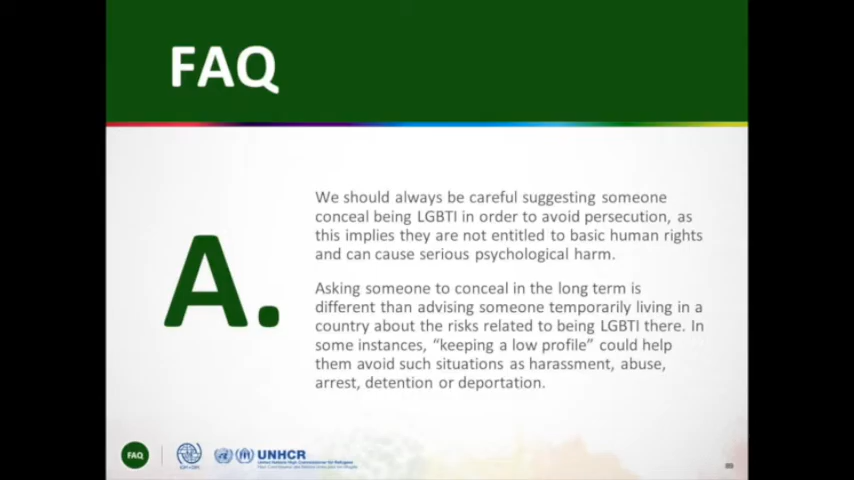 FAQ
We should always be careful suggesting someone
conceal being LGBTI in order to avoid persecution, as
this implies they are not entitled to basic human rights
and can cause serious psychological harm.
A.
Asking someone to conceal in the long term is
different than advising someone temporarily living in a
country about the risks related to being LGBTI there. In
some instances, “keeping a low profile” could help
them avoid such situations as harassment, abuse,
arrest, detention or deportation.
FAQ
UNHCR